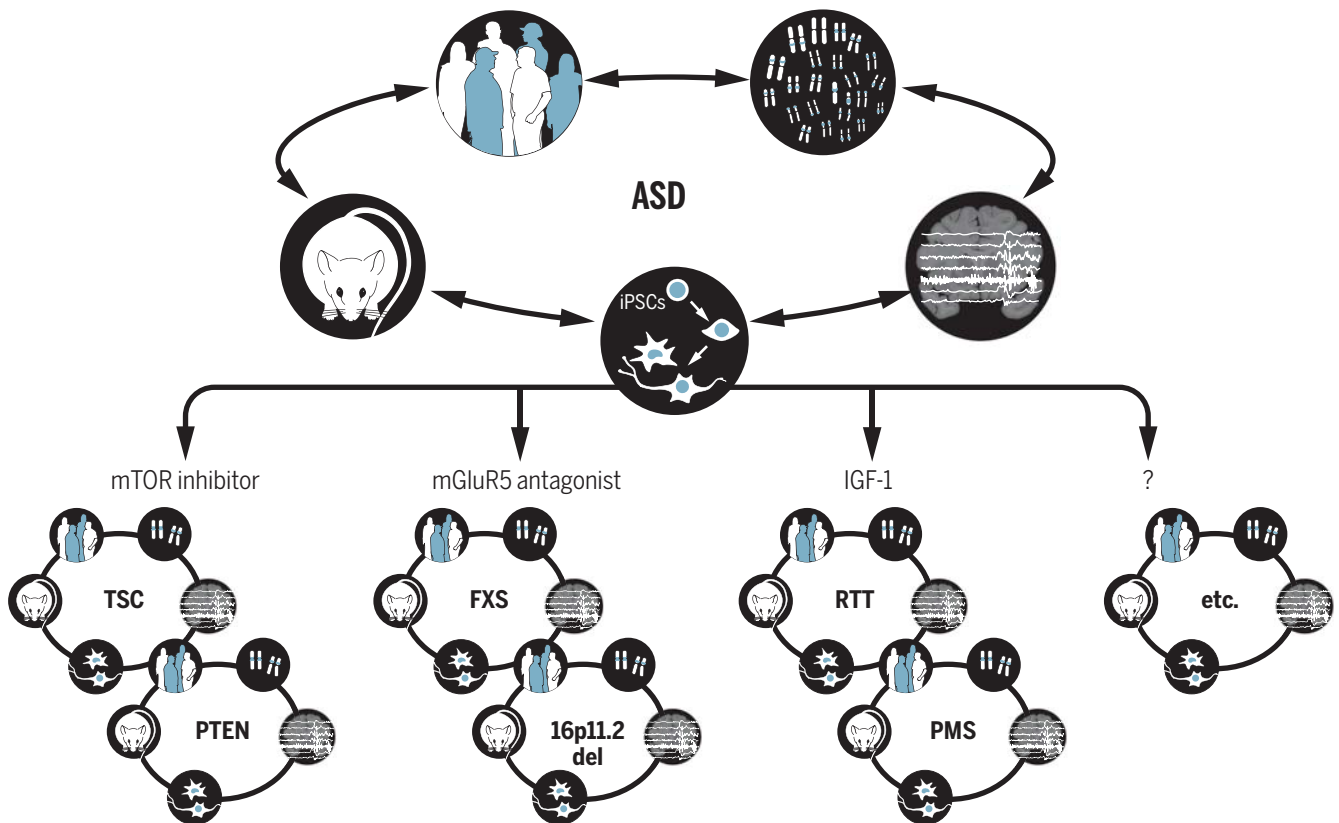 ASD
iPSCs
mTOR inhibitor
mGluR5 antagonist
IGF-1
?
TSC
FXS
RTT
etc.
PTEN
16p11.2
del
PMS